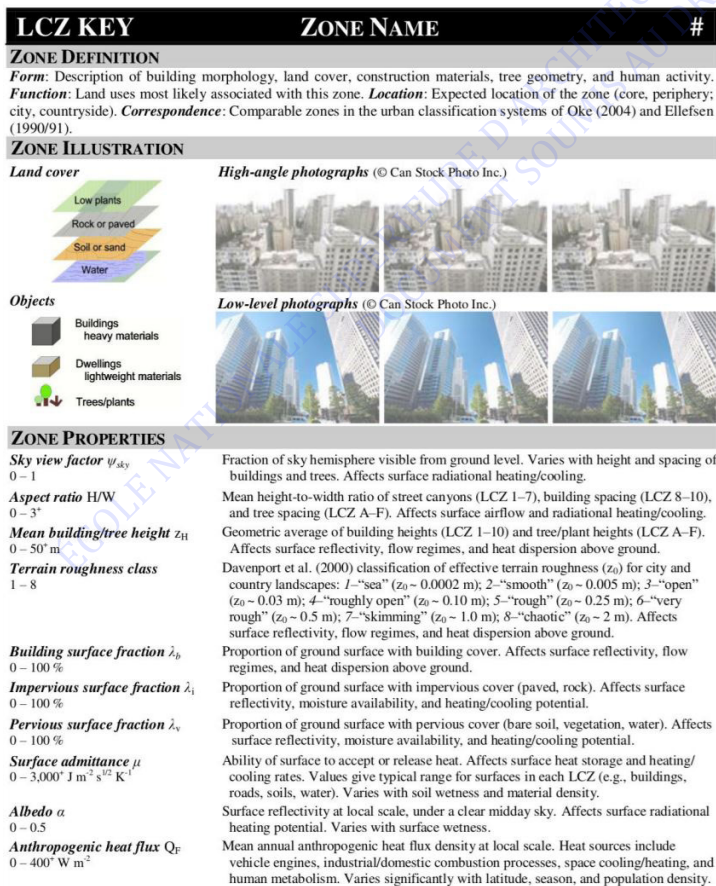 LCZ KEY ZONE NAME #
ZONE DEFINITION
Form: Description of building morphology, land cover, construction materials, tree geometry, and human activity.
Function: Land uses most likely associated with this zone. Location: Expected location of the zone (core, periphery;
city, countryside). Correspondence: Comparable zones in the urban classification systems of Oke (2004) and Ellefsen
(1990/91).
ZONE ILLUSTRATION
Land cover
Low plants
Rock or paved
Soil or sand
Water
High-angle photographs (© Can Stock Photo Inc.)
Objects
Buildings
heavy materials
Dwellings
lightweight materials
Trees/plants
Low-level photographs (© Can Stock Photo Inc.)
ZONE PROPERTIES
Sky view factor ψsky
0 – 1
Fraction of sky hemisphere visible from ground level. Varies with height and spacing of
buildings and trees. Affects surface radiational heating/cooling.
Aspect ratio H/W
0 – 3⁺
Mean height-to-width ratio of street canyons (LCZ 1–7), building spacing (LCZ 8–10),
and tree spacing (LCZ A–F). Affects surface airflow and radiational heating/cooling.
Mean building/tree height zH
0 – 50⁺ m
Geometric average of building heights (LCZ 1–10) and tree/plant heights (LCZ A–F).
Affects surface reflectivity, flow regimes, and heat dispersion above ground.
Terrain roughness class
1 – 8
Davenport et al. (2000) classification of effective terrain roughness (z₀) for city and
country landscapes: 1–“sea” (z₀ ~ 0.0002 m); 2–“smooth” (z₀ ~ 0.005 m); 3–“open”
(z₀ ~ 0.03 m); 4–“roughly open” (z₀ ~ 0.10 m); 5–“rough” (z₀ ~ 0.25 m); 6–“very
rough” (z₀ ~ 0.5 m); 7–“skimming” (z₀ ~ 1.0 m); 8–“chaotic” (z₀ ~ 2 m). Affects
surface reflectivity, flow regimes, and heat dispersion above ground.
Building surface fraction λb
0 – 100 %
Proportion of ground surface with building cover. Affects surface reflectivity, flow
regimes, and heat dispersion above ground.
Impervious surface fraction λi
0 – 100 %
Proportion of ground surface with impervious cover (paved, rock). Affects surface
reflectivity, moisture availability, and heating/cooling potential.
Pervious surface fraction λv
0 – 100 %
Proportion of ground surface with pervious cover (bare soil, vegetation, water). Affects
surface reflectivity, moisture availability, and heating/cooling potential.
Surface admittance μ
0 – 3,000⁺ J m⁻² s¹ᐟ² K⁻¹
Ability of surface to accept or release heat. Affects surface heat storage and heating/
cooling rates. Values give typical range for surfaces in each LCZ (e.g., buildings,
roads, soils, water). Varies with soil wetness and material density.
Albedo α
0 – 0.5
Surface reflectivity at local scale, under a clear midday sky. Affects surface radiational
heating potential. Varies with surface wetness.
Anthropogenic heat flux QF
0 – 400⁺ W m⁻²
Mean annual anthropogenic heat flux density at local scale. Heat sources include
vehicle engines, industrial/domestic combustion processes, space cooling/heating, and
human metabolism. Varies significantly with latitude, season, and population density.